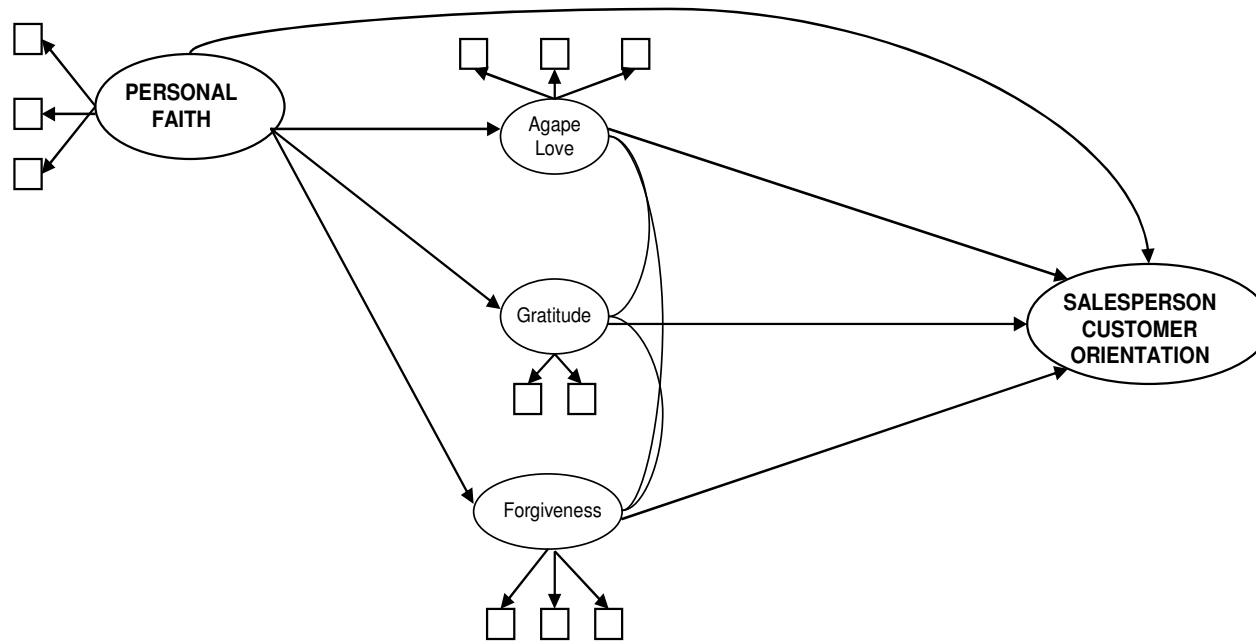 PERSONAL
FAITH
Agape
Love
Gratitude
SALESPERSON
CUSTOMER
ORIENTATION
Forgiveness